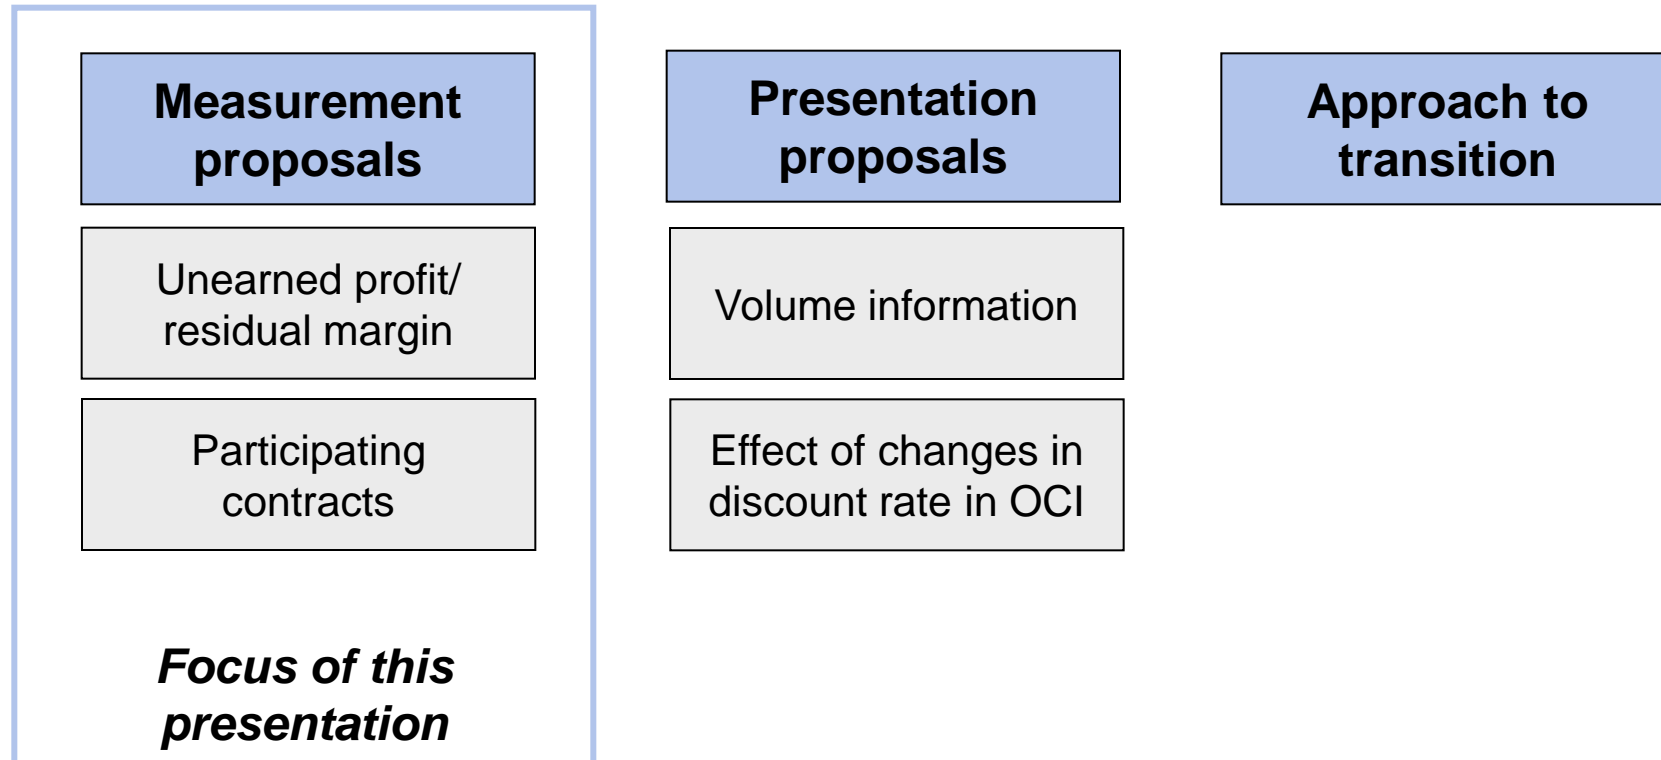 Measurement
proposals
Unearned profit/
residual margin
Participating
contracts
Focus of this
presentation
Presentation
proposals
Volume information
Effect of changes in
discount rate in OCI
Approach to
transition